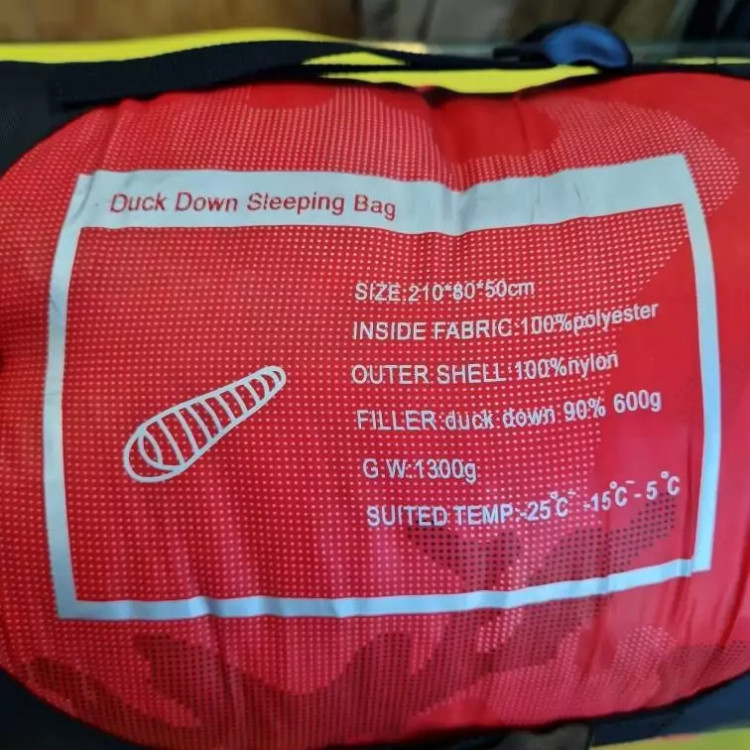 Duck Down Sleeping Bag
SIZE:210*80*50cm
INSIDE FABRIC:100%polyester
OUTER SHELL:100%nylon
FILLER:duck down 90% 600g
G.W:1300g
SUITED TEMP:-25°C~ -15°C~ - 5 °C